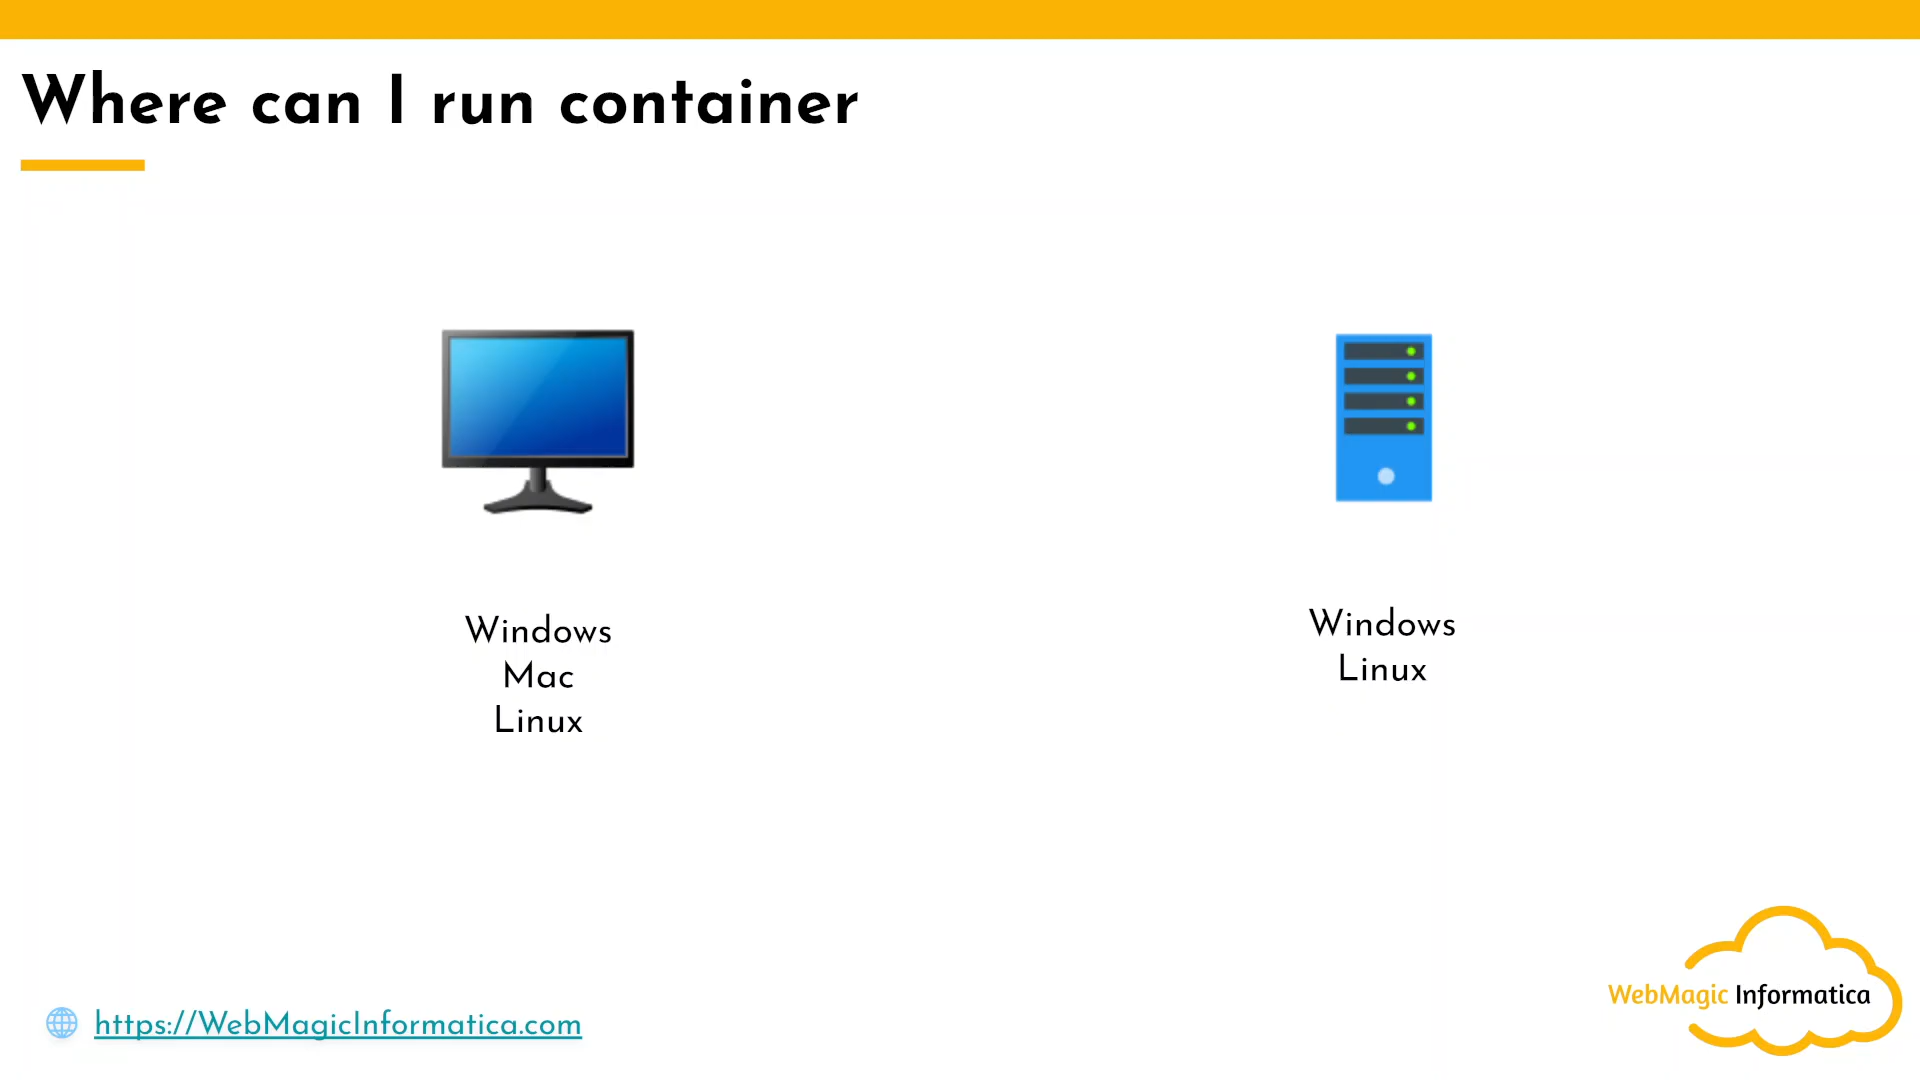 Where can I run container
Windows
Mac
Linux
Windows
Linux
https://WebMagicInformatica.com
WebMagic Informatica